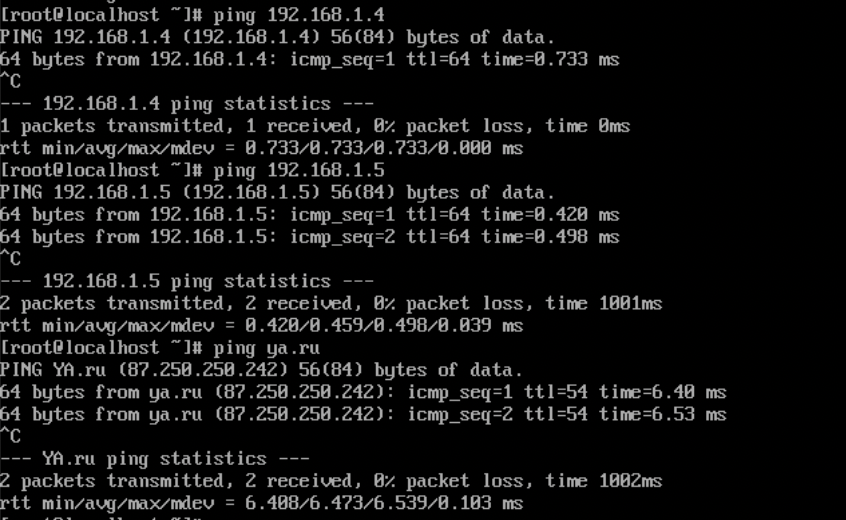 [root@localhost ~]# ping 192.168.1.4
PING 192.168.1.4 (192.168.1.4) 56(84) bytes of data.
64 bytes from 192.168.1.4: icmp_seq=1 ttl=64 time=0.733 ms
^C
--- 192.168.1.4 ping statistics ---
1 packets transmitted, 1 received, 0% packet loss, time 0ms
rtt min/avg/max/mdev = 0.733/0.733/0.733/0.000 ms
[root@localhost ~]# ping 192.168.1.5
PING 192.168.1.5 (192.168.1.5) 56(84) bytes of data.
64 bytes from 192.168.1.5: icmp_seq=1 ttl=64 time=0.420 ms
64 bytes from 192.168.1.5: icmp_seq=2 ttl=64 time=0.498 ms
^C
--- 192.168.1.5 ping statistics ---
2 packets transmitted, 2 received, 0% packet loss, time 1001ms
rtt min/avg/max/mdev = 0.420/0.459/0.498/0.039 ms
[root@localhost ~]# ping ya.ru
PING YA.ru (87.250.250.242) 56(84) bytes of data.
64 bytes from ya.ru (87.250.250.242): icmp_seq=1 ttl=54 time=6.40 ms
64 bytes from ya.ru (87.250.250.242): icmp_seq=2 ttl=54 time=6.53 ms
^C
--- YA.ru ping statistics ---
2 packets transmitted, 2 received, 0% packet loss, time 1002ms
rtt min/avg/max/mdev = 6.408/6.473/6.539/0.103 ms